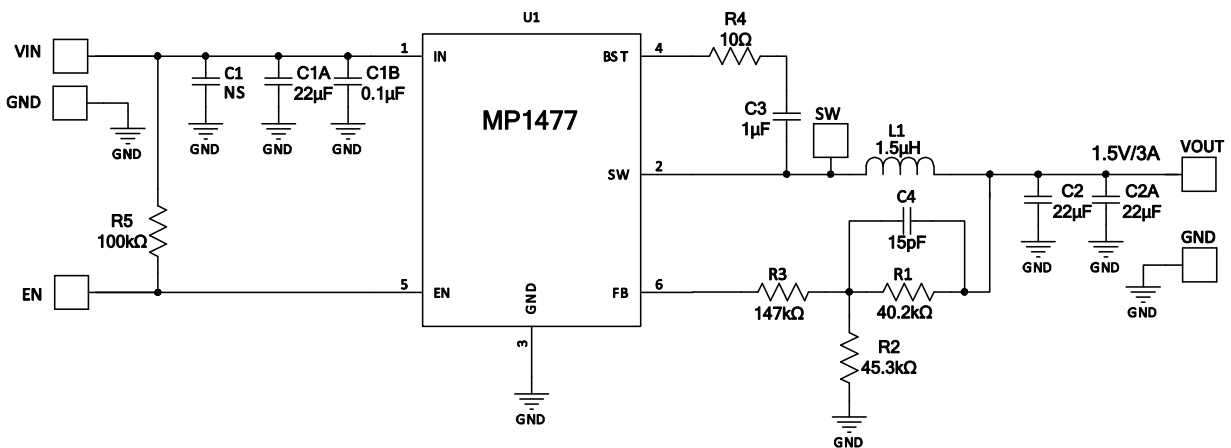 U1
VIN
1
IN
BST
4
R4
10Ω
C1
NS
C1A
22µF
C1B
0.1µF
GND
GND
GND
GND
GND
MP1477
C3
1µF
SW
L1
1.5µH
1.5V/3A
VOUT
SW
2
C2
22µF
C2A
22µF
C4
15pF
R5
100kΩ
GND
GND
GND
EN
5
EN
GND
3
FB
6
R3
147kΩ
R1
40.2kΩ
GND
R2
45.3kΩ
GND
GND